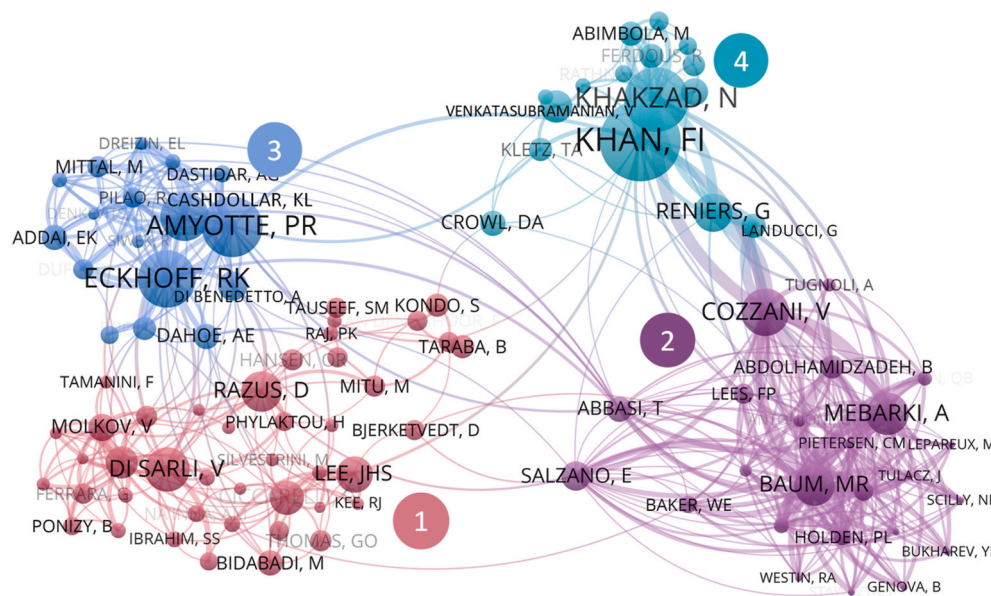 ABIMBOLA, M
FERDOUS, R
4
KHAKZAD, N
VENKATASUBRAMANIAN, V
KHAN, FI
KLETZ, TA
CROWL, DA
RENIERS, G
LANDUCCI, G
3
DREIZIN, EL
MITTAL, M
DASTIDAR, AG
PILAO, R
CASHDOLLAR, KL
AMYOTTE, PR
ADDAI, EK
ECKHOFF, RK
DI BENEDETTO, A
DAHOE, AE
TUGNOLI, A
COZZANI, V
2
ABDOLHAMIDZADEH, B
LEES, FP
MEBARKI, A
ABBASI, T
PIETERSEN, CM
LEPAREUX, M
SALZANO, E
BAUM, MR
TULACZ, J
BAKER, WE
SCILLY, NF
HOLDEN, PL
BUKHAREV, YI
WESTIN, RA
GENOVA, B
TAUSEEF, SM
KONDO, S
RAJ, PK
TARABA, B
HANSEN, OR
TAMANINI, F
RAZUS, D
MITU, M
MOLKOV, V
PHYLAKTOU, H
BJERKETVEDT, D
SILVESTRINI, M
DI SARLI, V
LEE, JHS
FERRARA, G
KEE, RJ
1
PONIZY, B
IBRAHIM, SS
THOMAS, GO
BIDABADI, M